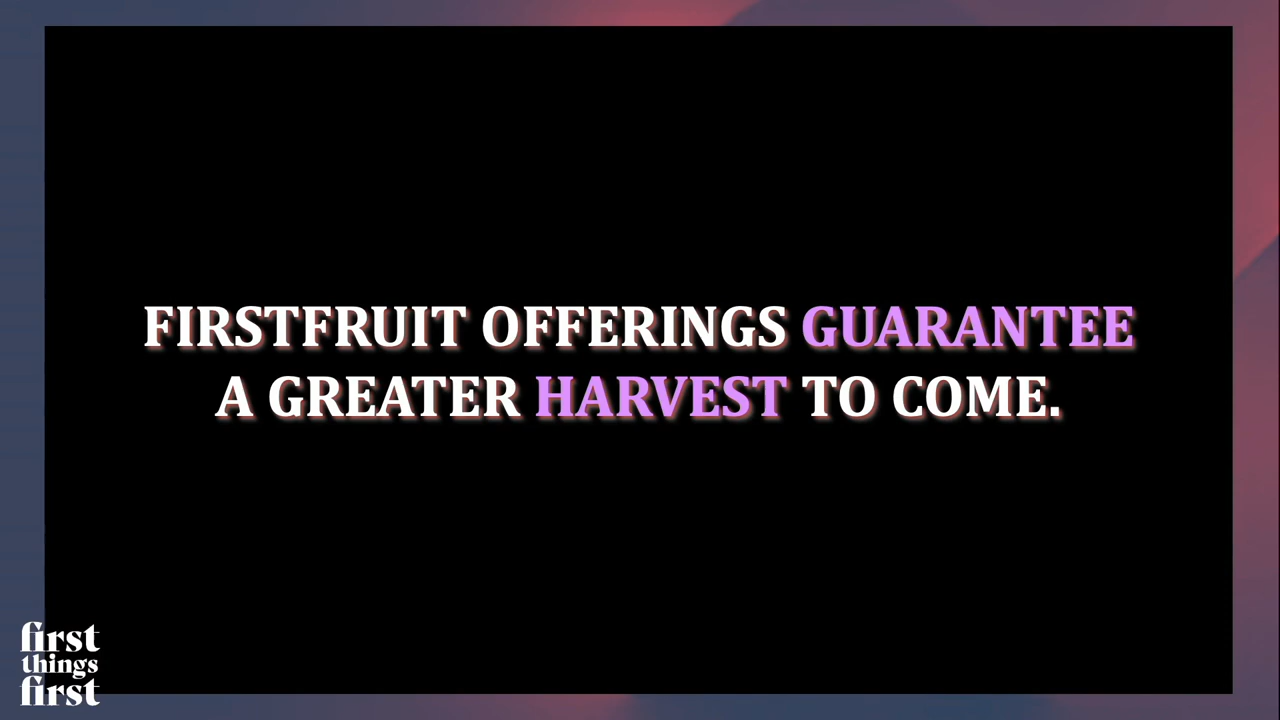 FIRSTFRUIT OFFERINGS GUARANTEE
A GREATER HARVEST TO COME.
first
things
first